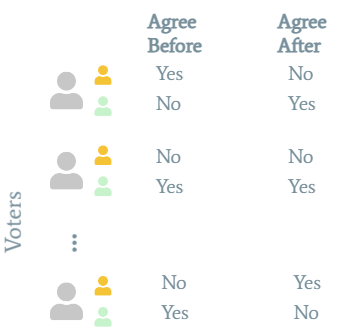 Agree Agree
Before After
Yes No
No Yes
No No
Yes Yes
Voters
No Yes
Yes No